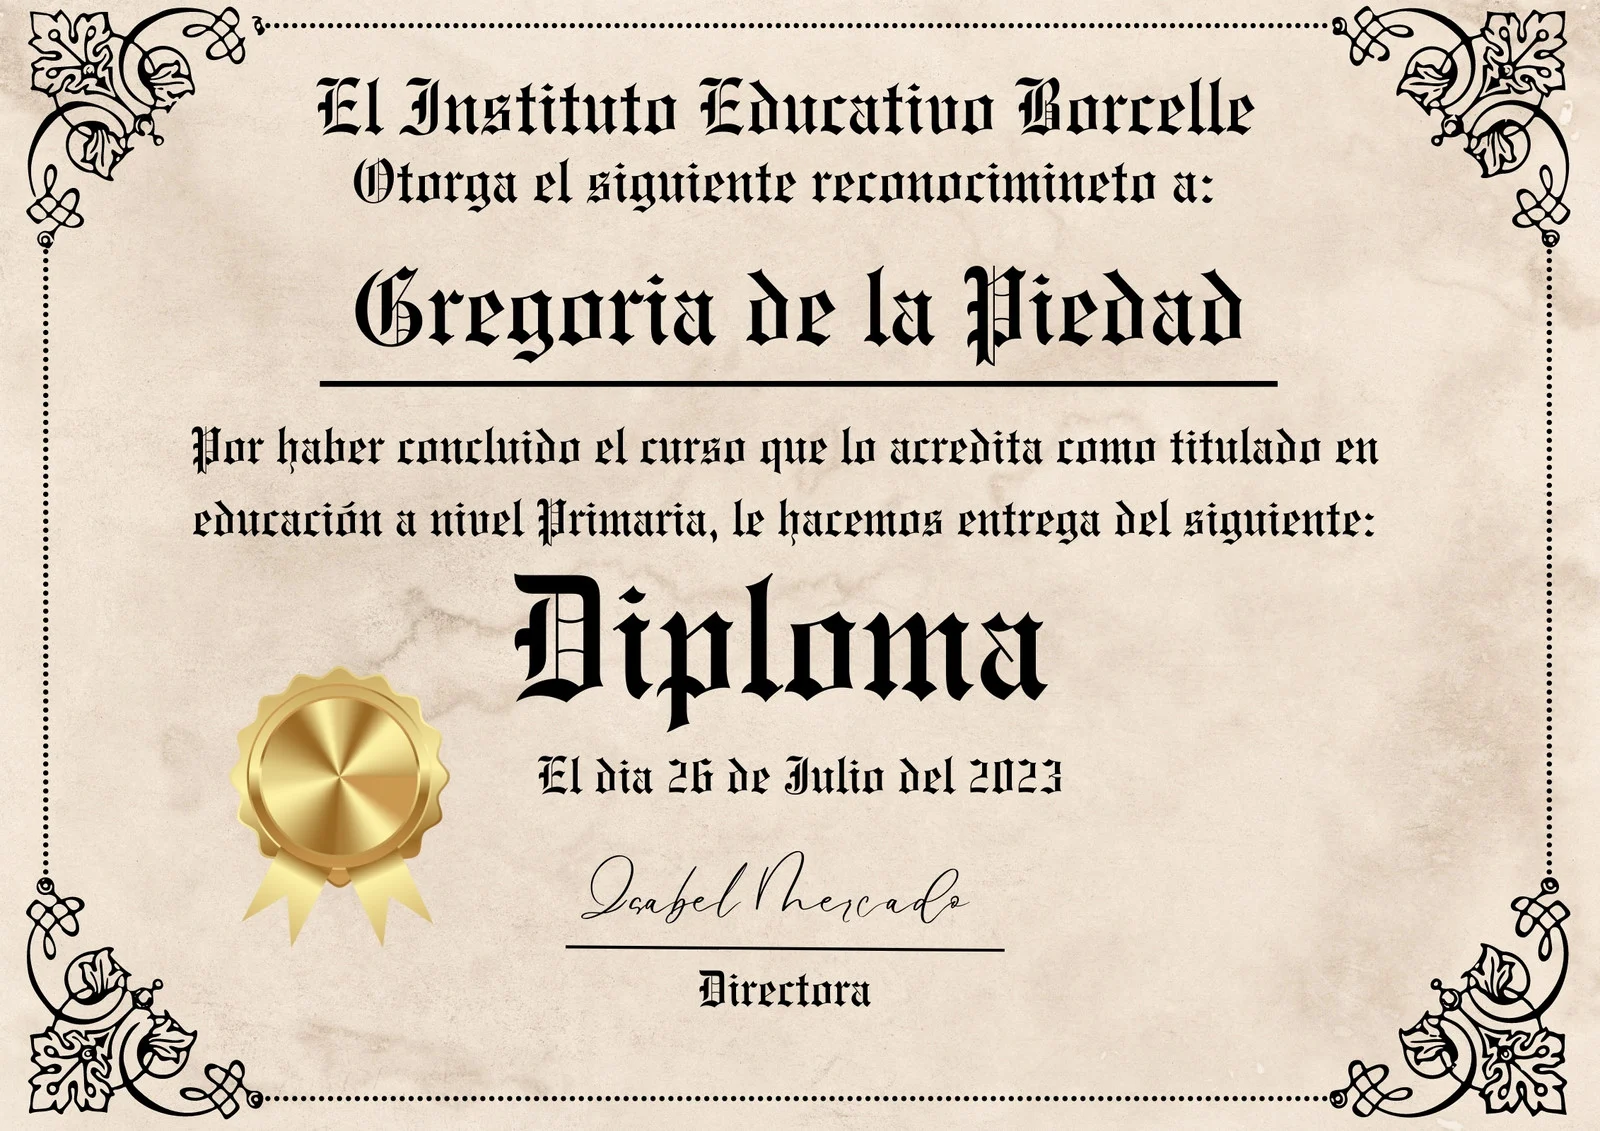 El Instituto Educativo Borcelle
Otorga el siguiente reconocimineto a:
Gregoria de la Piedad
Por haber concluido el curso que lo acredita como titulado en
educación a nivel Primaria, le hacemos entrega del siguiente:
Diploma
El dia 26 de Julio del 2023
Isabel Mercado
Directora